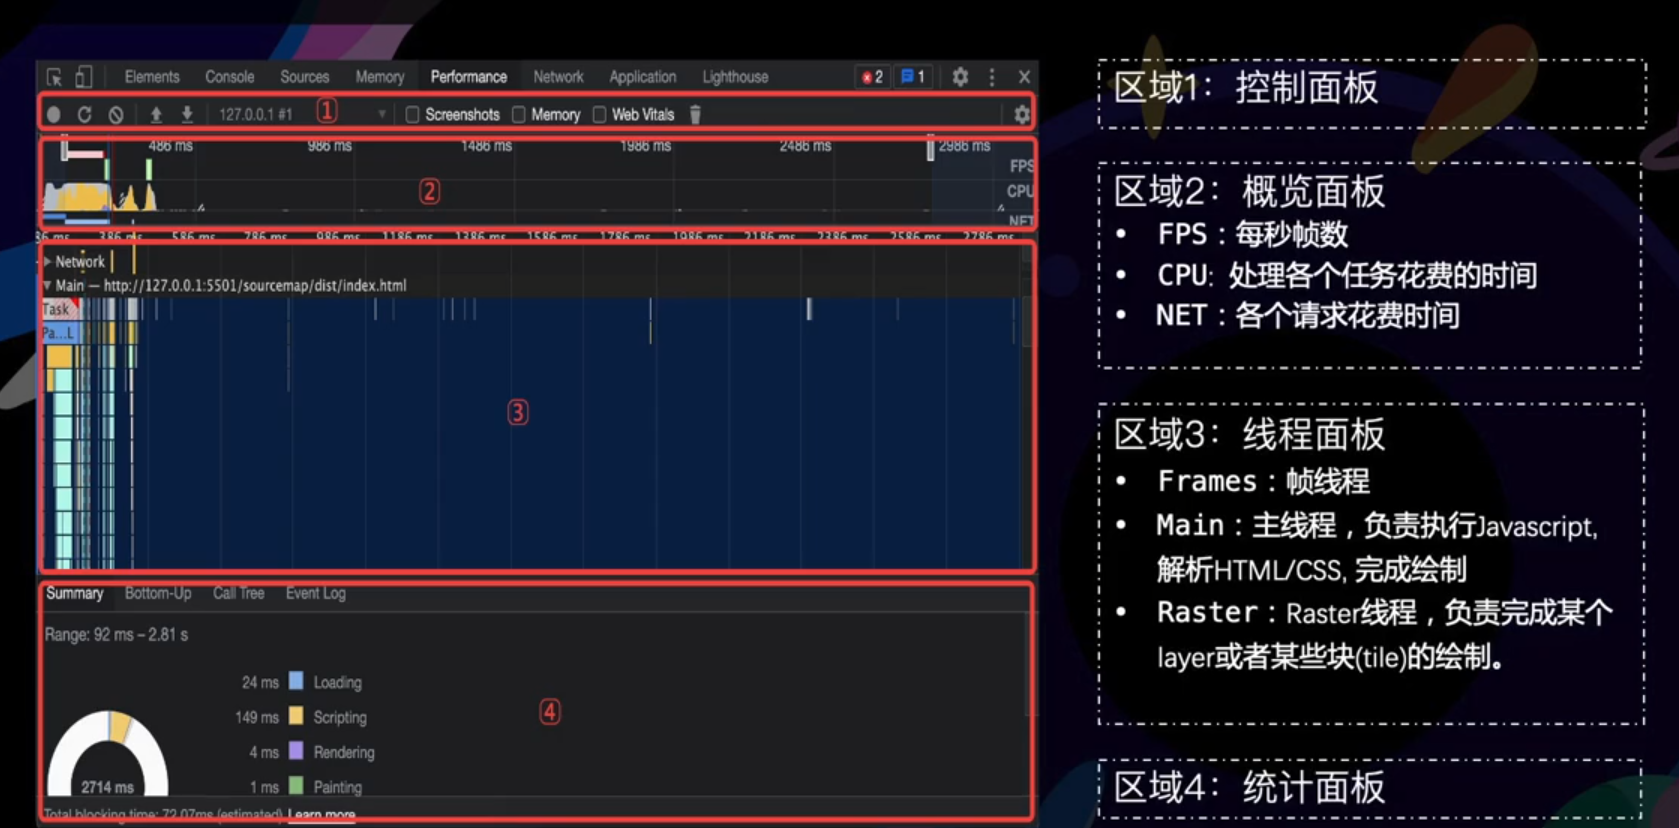 Elements Console Sources Memory Performance Network Application Lighthouse 2 1
127.0.0.1 #1 1 Screenshots Memory Web Vitals
486 ms 986 ms 1486 ms 1986 ms 2486 ms 2986 ms
FPS
2
CPU
NET
386 ms 586 ms 786 ms 986 ms 1186 ms 1386 ms 1586 ms 1786 ms 1986 ms 2186 ms 2386 ms 2586 ms 2786 ms
Network
Main — http://127.0.0.1:5501/sourcemap/dist/index.html
Task
Pa...L
3
Summary Bottom-Up Call Tree Event Log
Range: 92 ms – 2.81 s
24 ms Loading
149 ms Scripting
4
4 ms Rendering
1 ms Painting
2714 ms
Total blocking time: 72.07ms (estimated) Learn more
区域1：控制面板
区域2：概览面板
• FPS：每秒帧数
• CPU: 处理各个任务花费的时间
• NET：各个请求花费时间
区域3：线程面板
• Frames：帧线程
• Main：主线程，负责执行Javascript,
解析HTML/CSS, 完成绘制
• Raster：Raster线程，负责完成某个
layer或者某些块(tile)的绘制。
区域4：统计面板